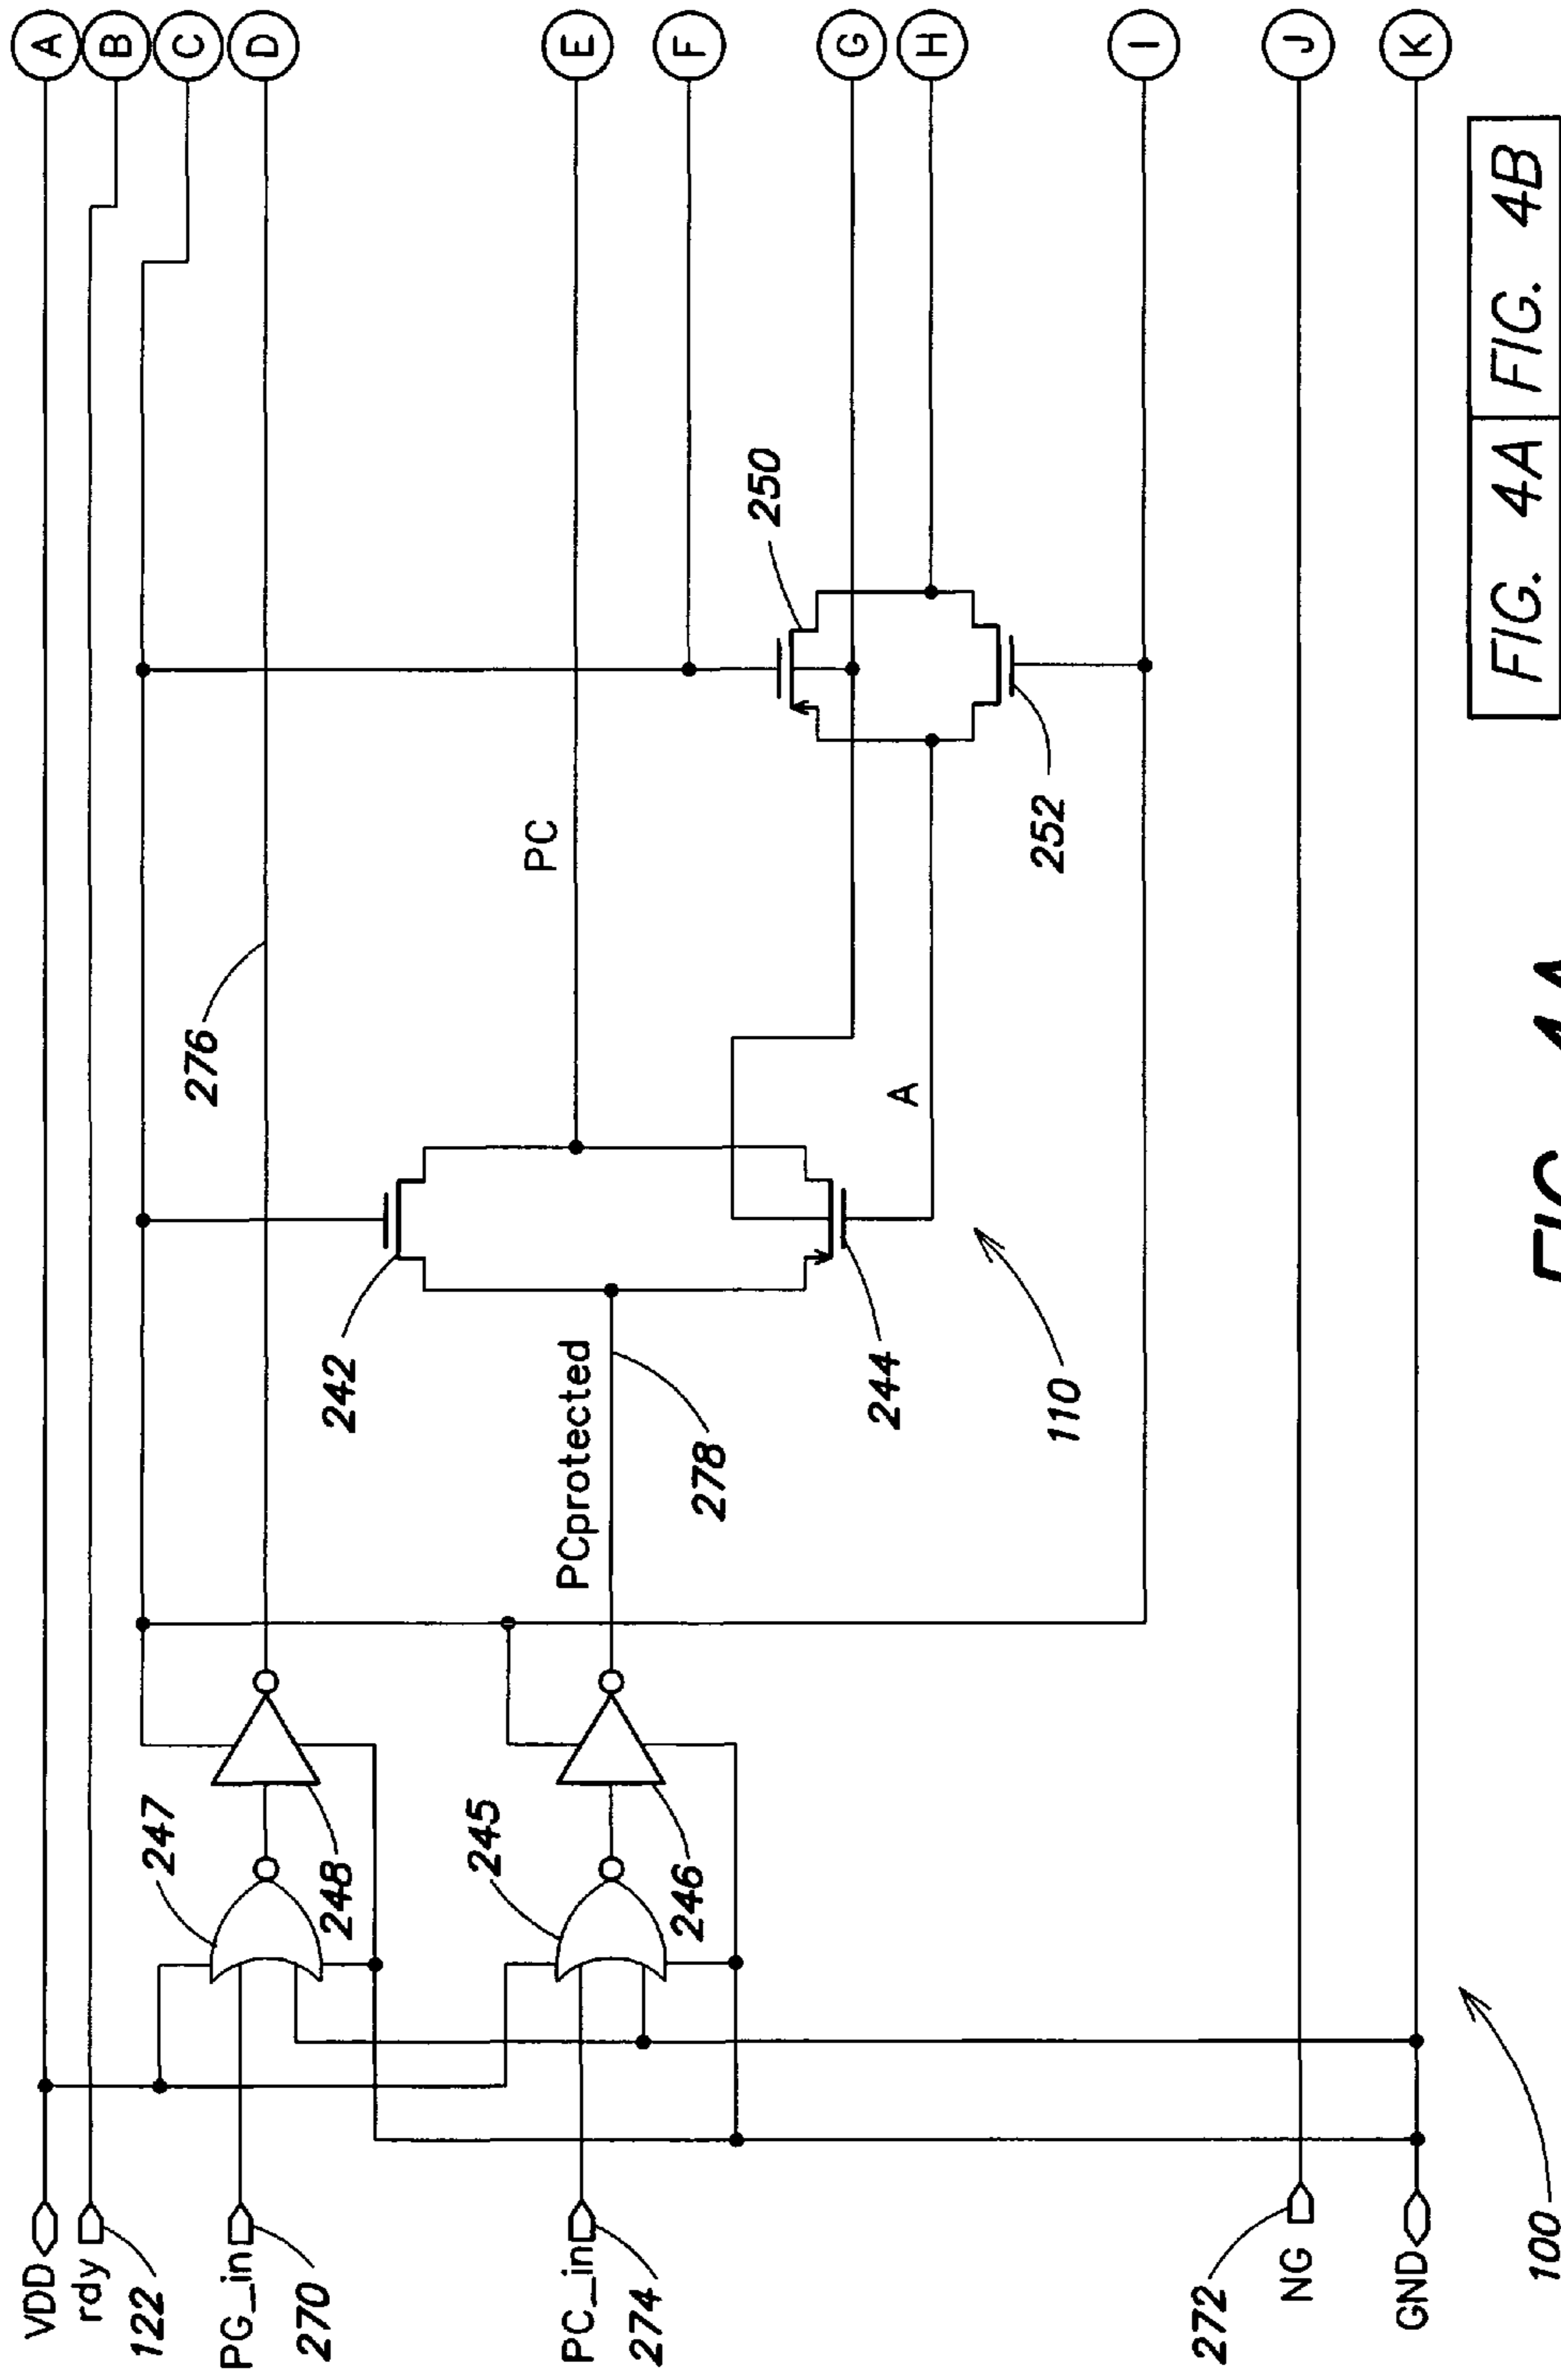 A
B
C
D
E
F
G
H
I
J
K
VDD
rdy
122
PG_in
270
PC_in
274
272
NG
GND
100
247
248
245
246
PCprotected
278
242
244
110
276
A
PC
250
252
FIG. 4A
FIG. 4B